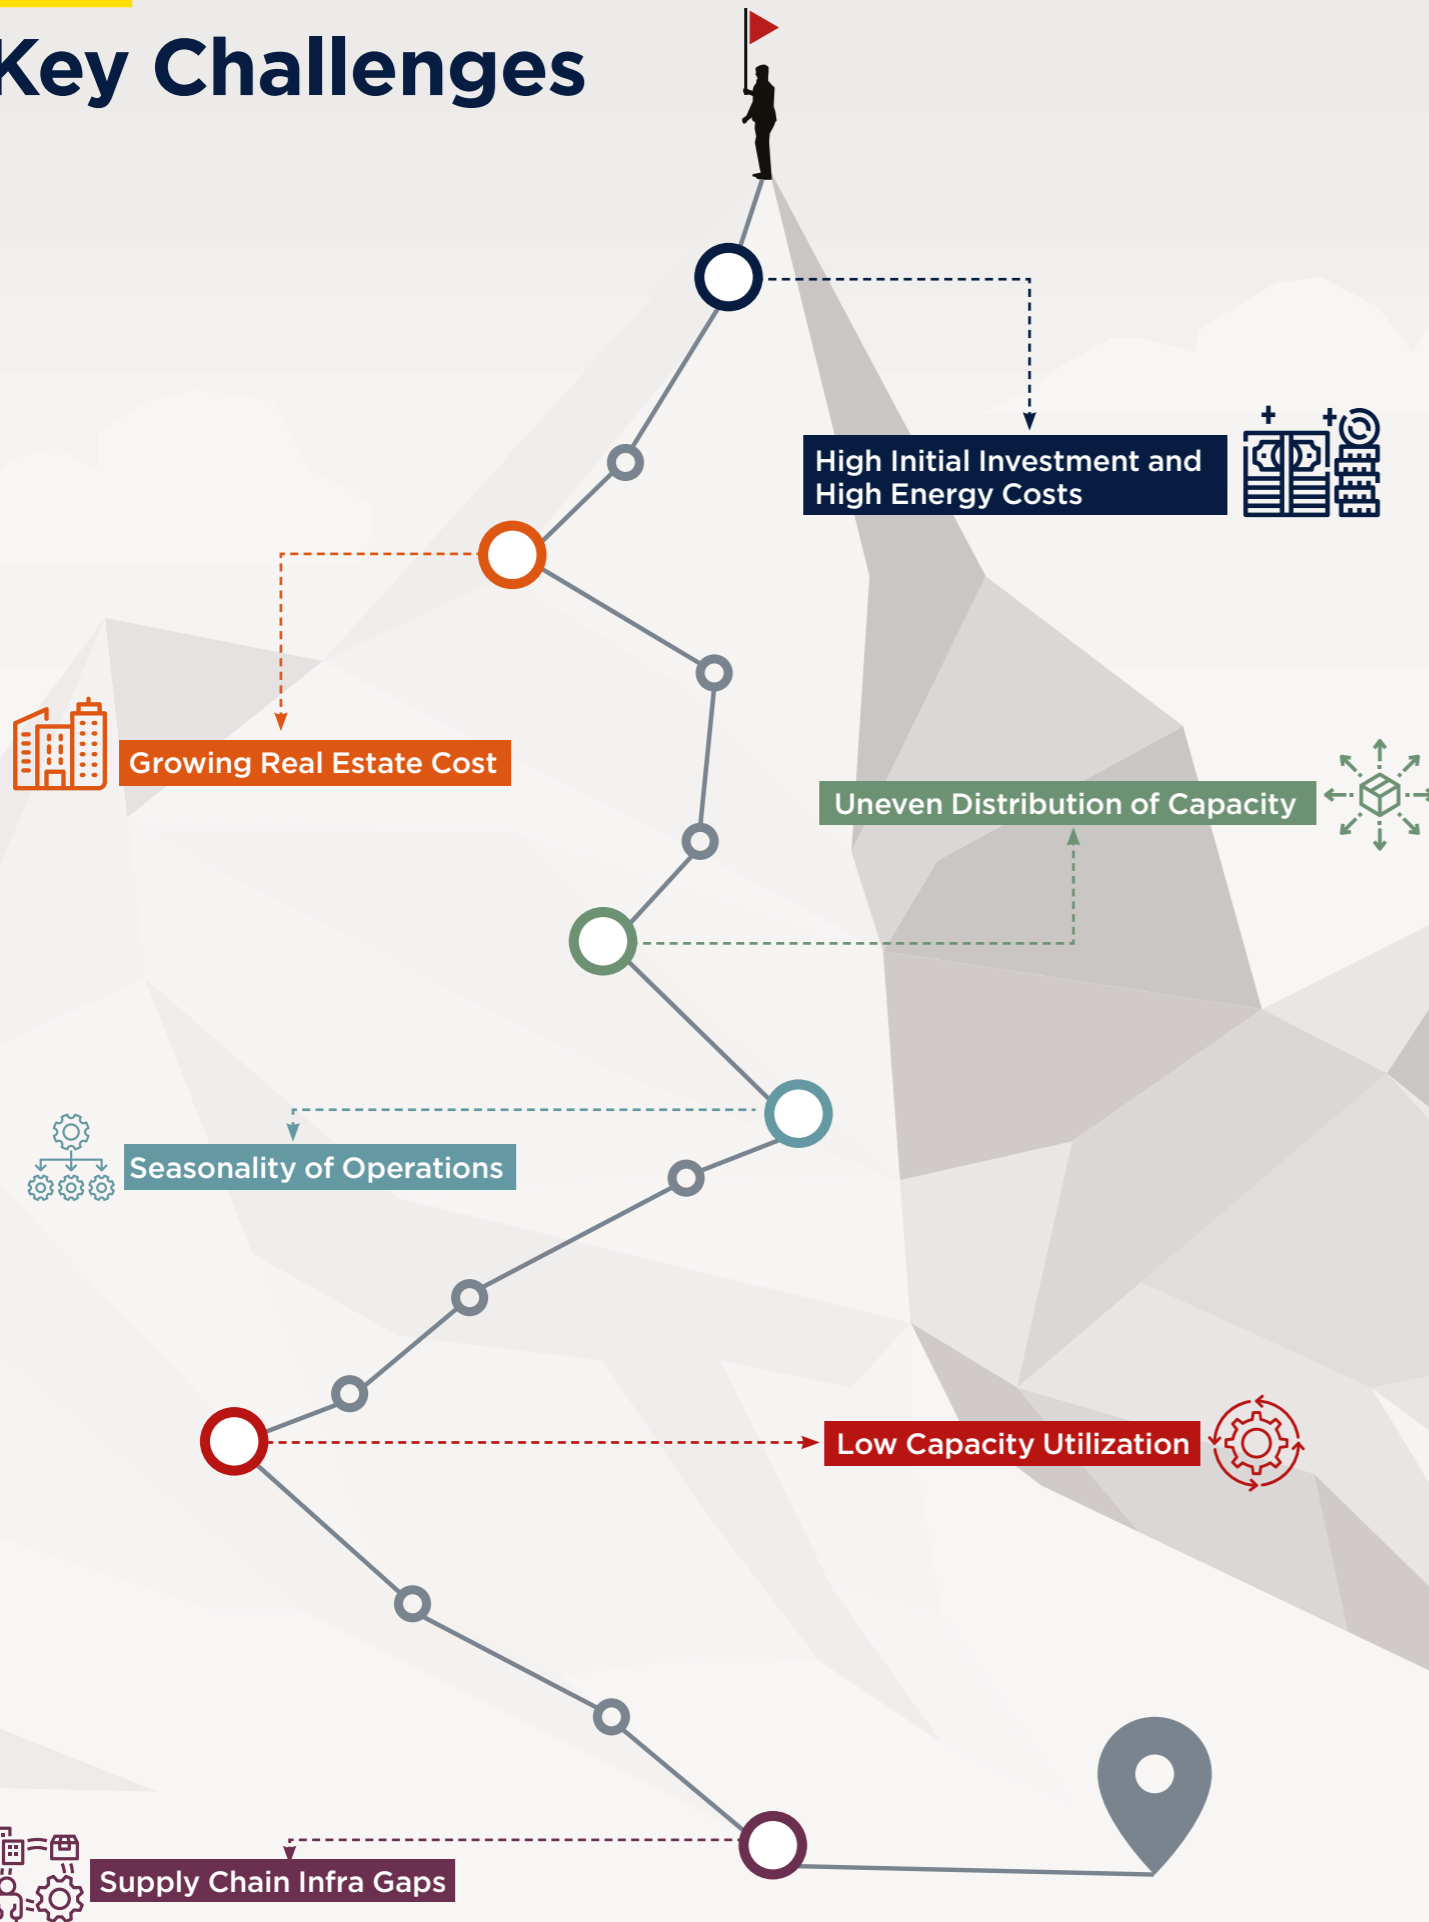 Key Challenges
High Initial Investment and
High Energy Costs
Growing Real Estate Cost
Uneven Distribution of Capacity
Seasonality of Operations
Low Capacity Utilization
Supply Chain Infra Gaps